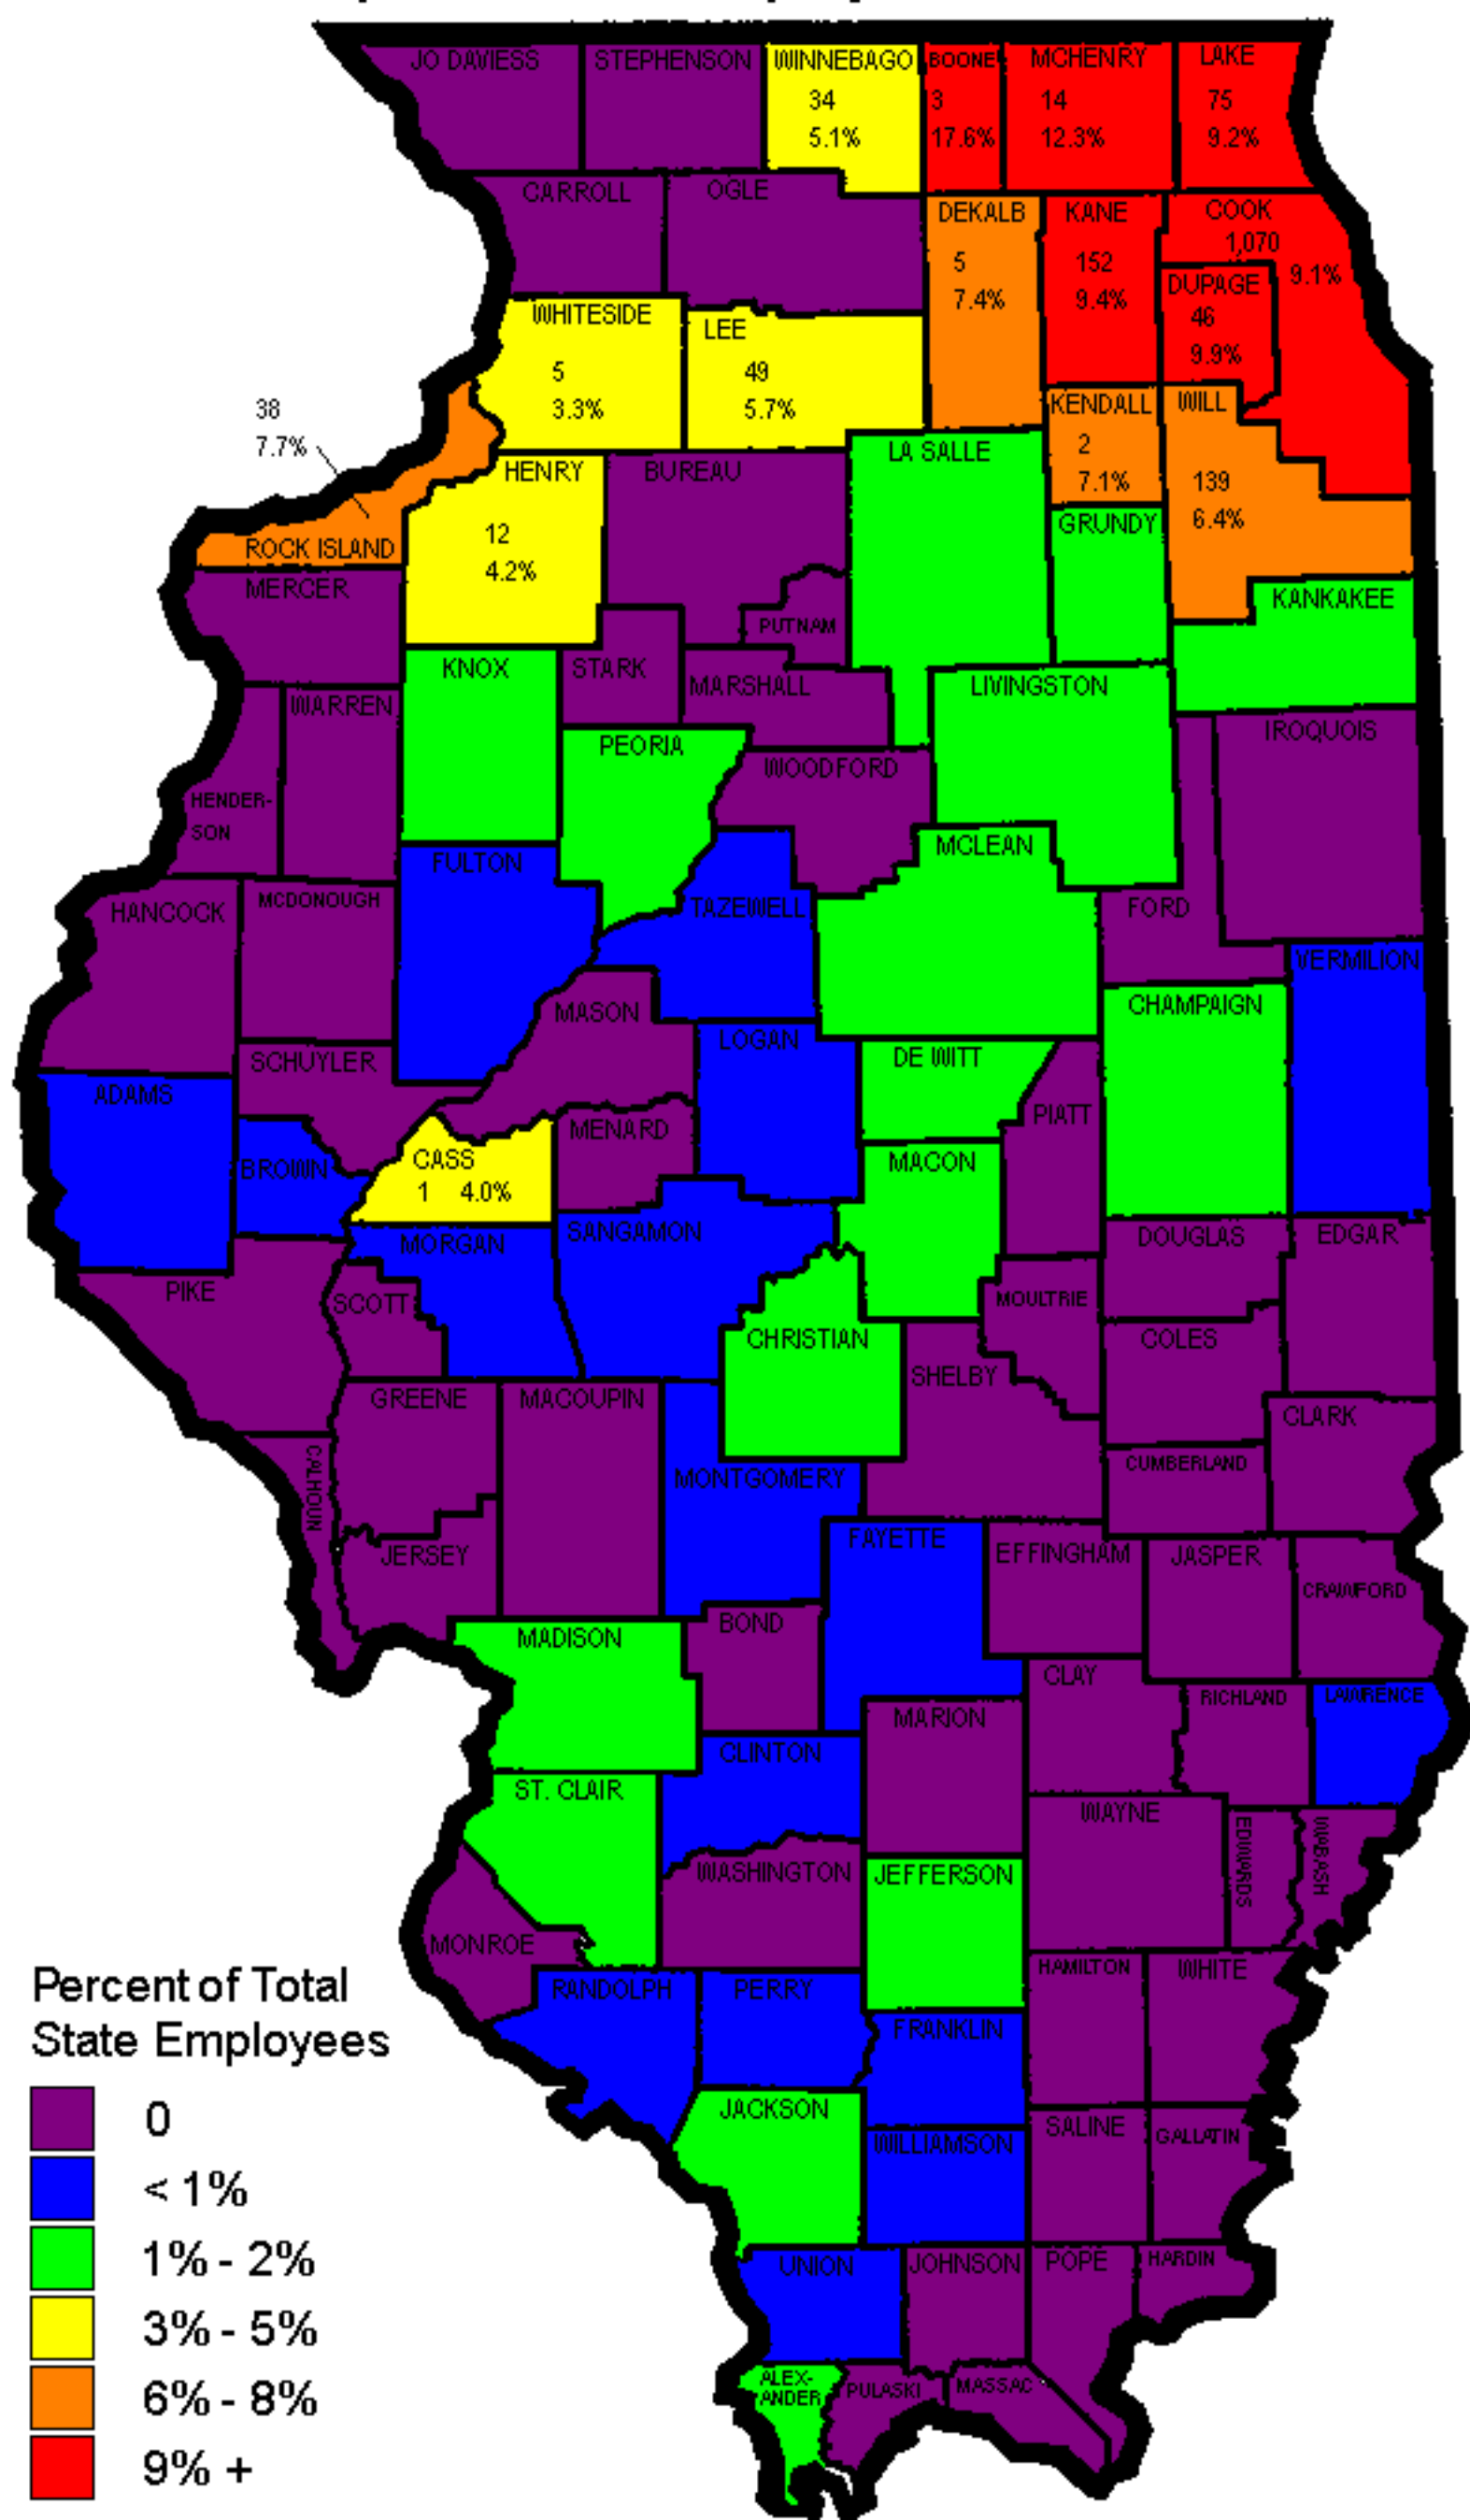 JO DAVIESS
STEPHENSON
WINNEBAGO
34
5.1%
BOONE
3
17.6%
MCHENRY
14
12.3%
LAKE
75
9.2%
CARROLL
OGLE
DEKALB
5
7.4%
KANE
152
9.4%
COOK
1,070
9.1%
DUPAGE
46
9.9%
WHITESIDE
5
3.3%
LEE
49
5.7%
38
7.7%
ROCK ISLAND
HENRY
12
4.2%
BUREAU
LA SALLE
KENDALL
2
7.1%
WILL
139
6.4%
GRUNDY
MERCER
PUTNAM
KANKAKEE
KNOX
STARK
MARSHALL
LIVINGSTON
WARREN
IROQUOIS
PEORIA
WOODFORD
HENDER-
SON
FULTON
MCLEAN
HANCOCK
MCDONOUGH
TAZEWELL
FORD
VERMILION
MASON
CHAMPAIGN
SCHUYLER
LOGAN
DE WITT
ADAMS
PIATT
MENARD
BROWN
CASS
1 4.0%
MACON
MORGAN
SANGAMON
DOUGLAS
EDGAR
PIKE
SCOTT
MOULTRIE
CHRISTIAN
COLES
SHELBY
GREENE
MACOUPIN
CLARK
CALHOUN
MONTGOMERY
CUMBERLAND
JERSEY
FAYETTE
EFFINGHAM
JASPER
CRAWFORD
MADISON
BOND
CLAY
RICHLAND
LAWRENCE
MARION
CLINTON
ST. CLAIR
WAYNE
EDWARDS
WABASH
WASHINGTON
JEFFERSON
MONROE
HAMILTON
WHITE
RANDOLPH
PERRY
FRANKLIN
JACKSON
WILLIAMSON
SALINE
GALLATIN
UNION
JOHNSON
POPE
HARDIN
ALEX-
ANDER
PULASKI
MASSAC
Percent of Total
State Employees
0
< 1%
1% - 2%
3% - 5%
6% - 8%
9% +